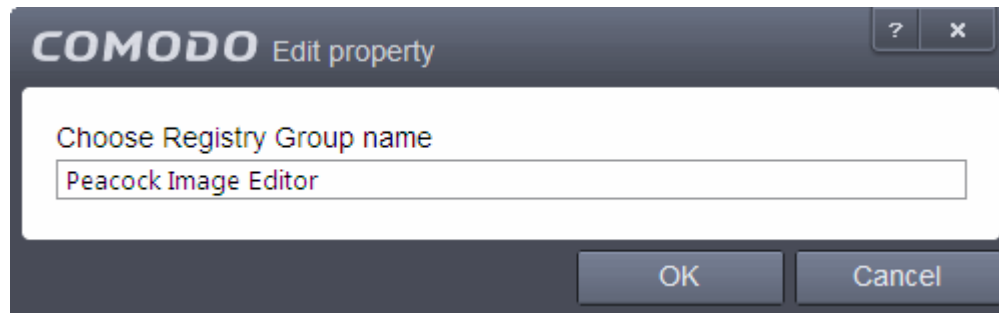 COMODO Edit property ? x
Choose Registry Group name
Peacock Image Editor
OK Cancel